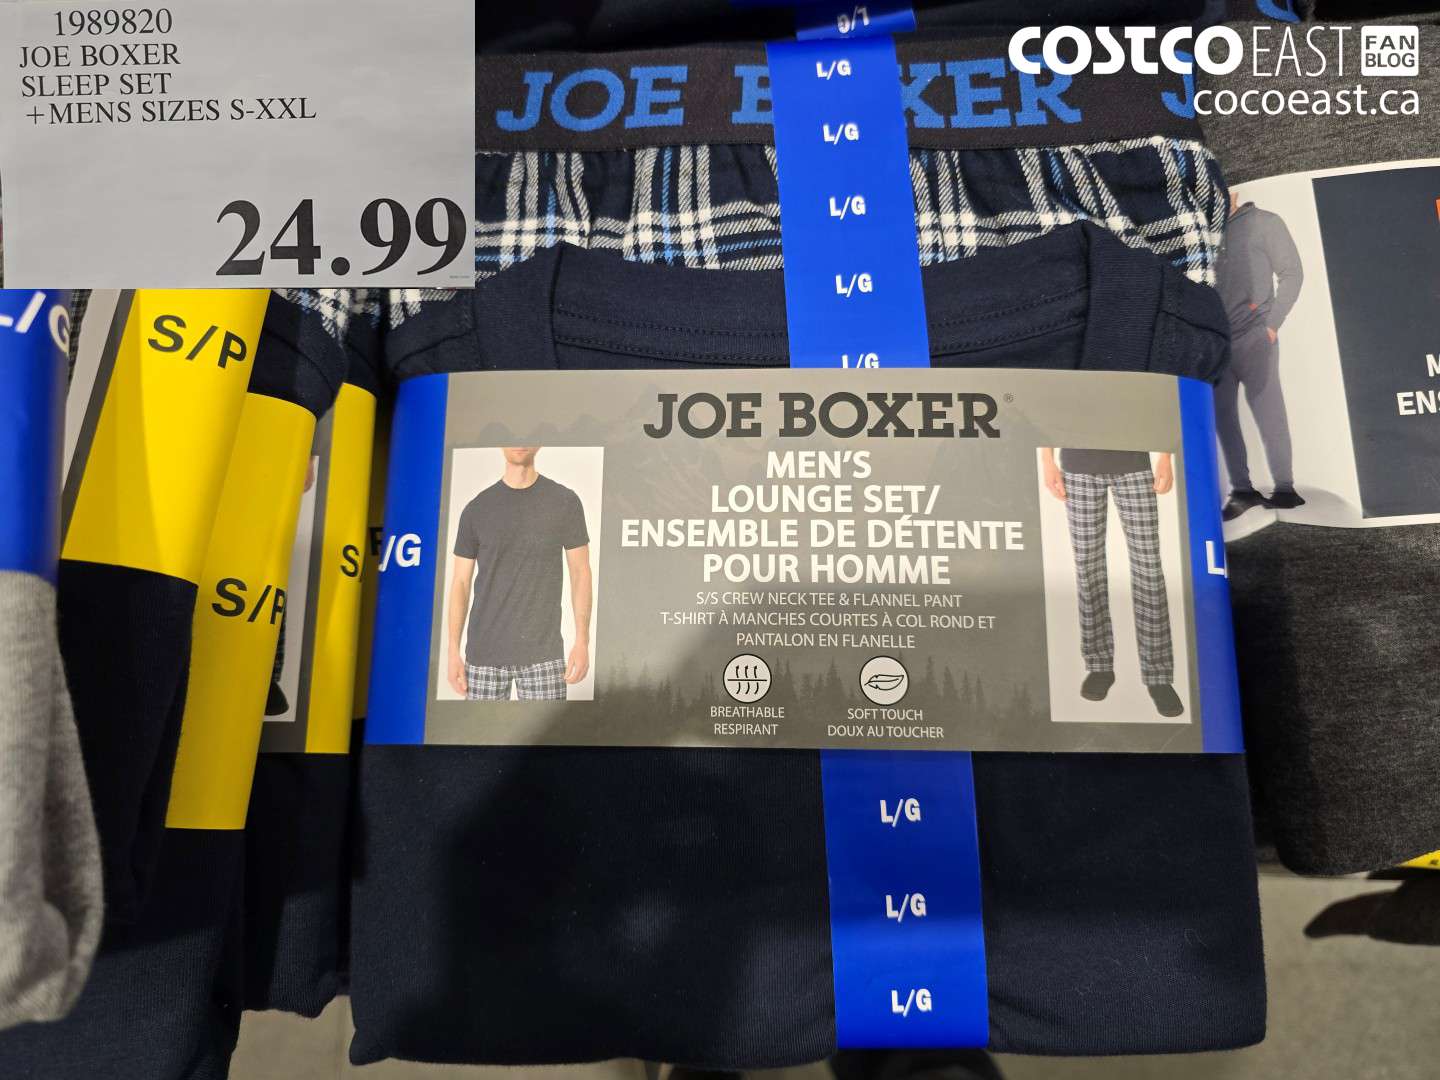 1989820
JOE BOXER
SLEEP SET
+MENS SIZES S-XXL
24.99
COSTCO EAST FAN BLOG
cocoeast.ca
L/G
JOE BOXER
L/G
L/G
L/G
L/G
L/G
L/G
S/P
S/P
L/G
JOE BOXER®
MEN'S
LOUNGE SET/
ENSEMBLE DE DÉTENTE
POUR HOMME
S/S CREW NECK TEE & FLANNEL PANT
T-SHIRT À MANCHES COURTES À COL ROND ET
PANTALON EN FLANELLE
BREATHABLE
RESPIRANT
SOFT TOUCH
DOUX AU TOUCHER
L/G
L/G
L/G